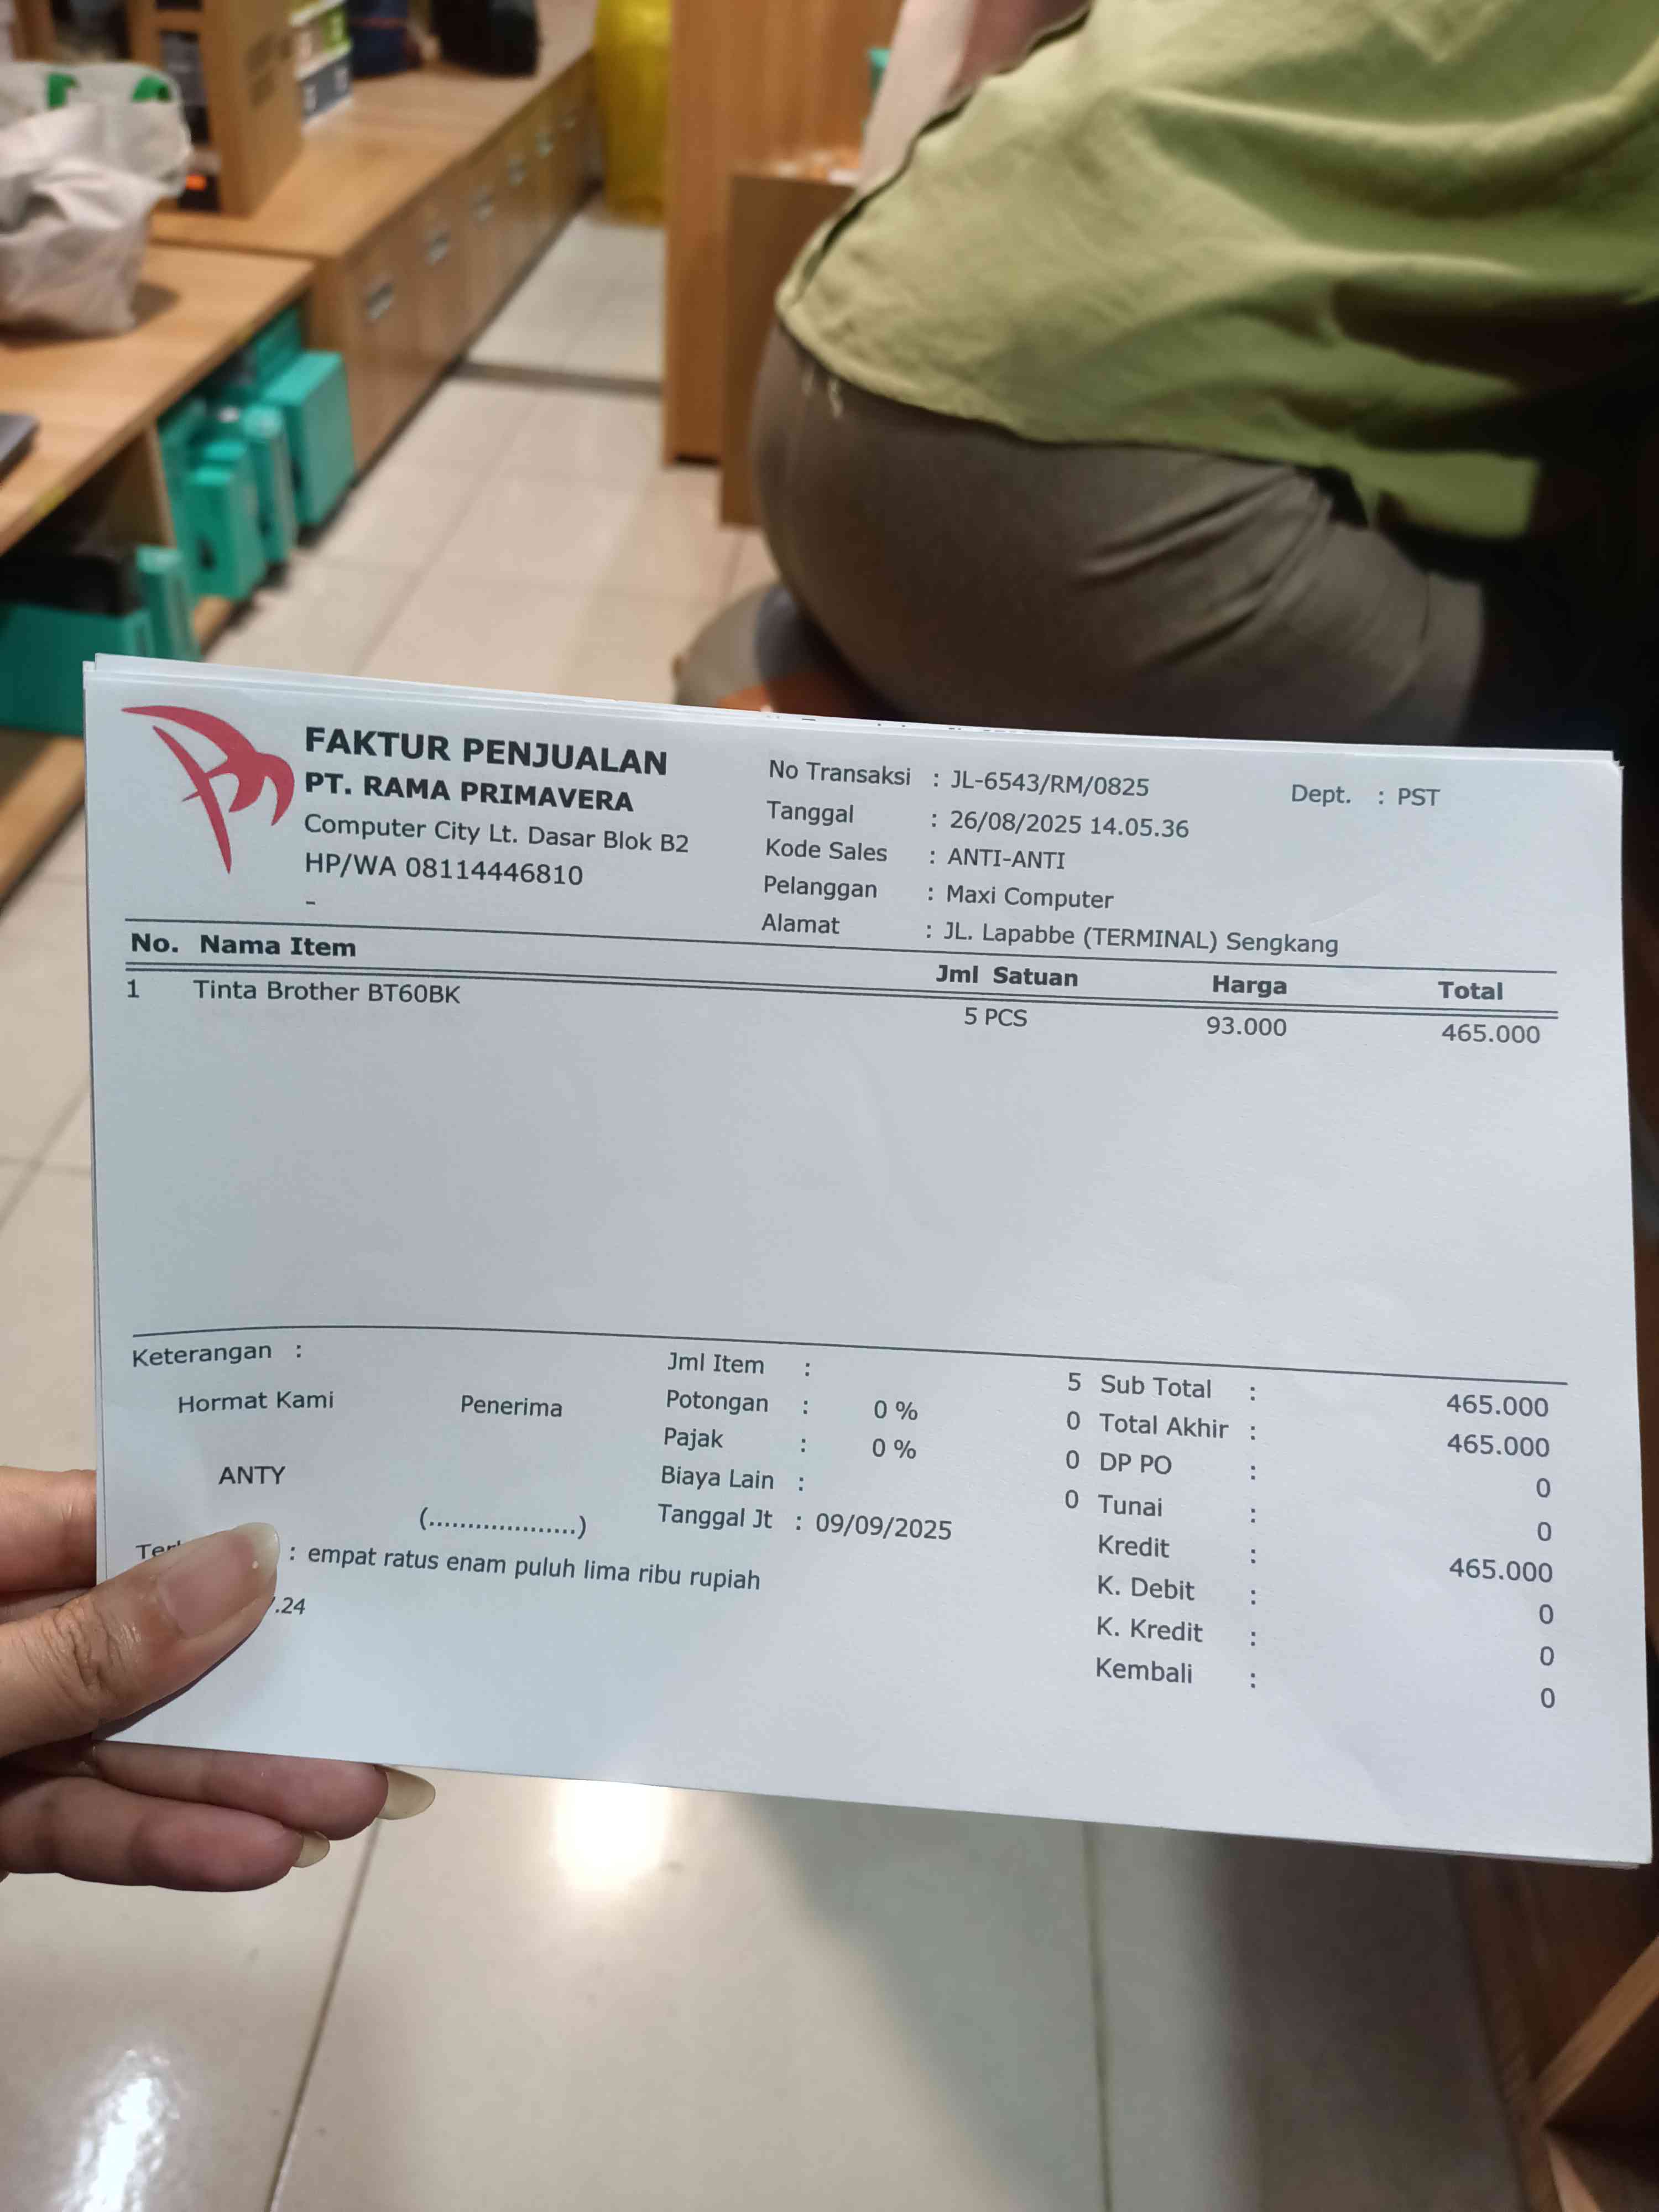 FAKTUR PENJUALAN
PT. RAMA PRIMAVERA
Computer City Lt. Dasar Blok B2
HP/WA 08114446810
-
No Transaksi : JL-6543/RM/0825 Dept. : PST
Tanggal : 26/08/2025 14.05.36
Kode Sales : ANTI-ANTI
Pelanggan : Maxi Computer
Alamat : JL. Lapabbe (TERMINAL) Sengkang
No. Nama Item Jml Satuan Harga Total
1 Tinta Brother BT60BK 5 PCS 93.000 465.000
Keterangan :
Hormat Kami Penerima
ANTY
(...................)
Jml Item : 5
Potongan : 0 % 0
Pajak : 0 % 0
Biaya Lain : 0
Tanggal Jt : 09/09/2025
Sub Total : 465.000
Total Akhir : 465.000
DP PO : 0
Tunai : 0
Kredit : 465.000
K. Debit : 0
K. Kredit : 0
Kembali : 0
: empat ratus enam puluh lima ribu rupiah
.24